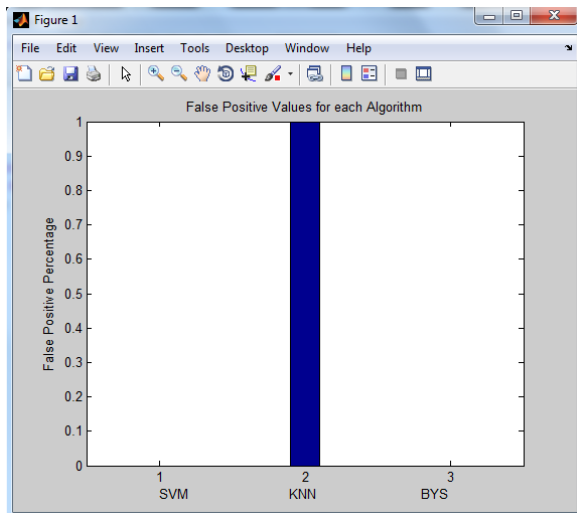 Figure 1
File Edit View Insert Tools Desktop Window Help
False Positive Values for each Algorithm
1
0.9
0.8
0.7
0.6
0.5
0.4
0.3
0.2
0.1
0
False Positive Percentage
1 2 3
SVM KNN BYS